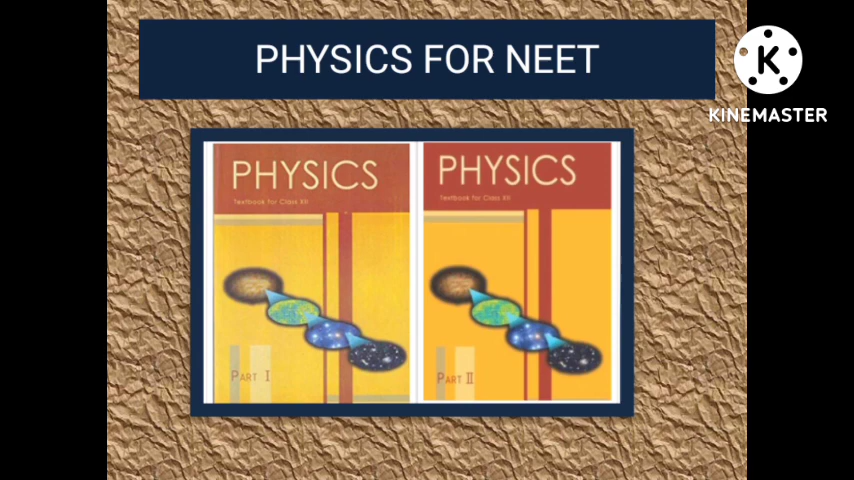 PHYSICS FOR NEET
K
KINEMASTER
PHYSICS
Textbook for Class XII
PART I
PHYSICS
Textbook for Class XII
PART II